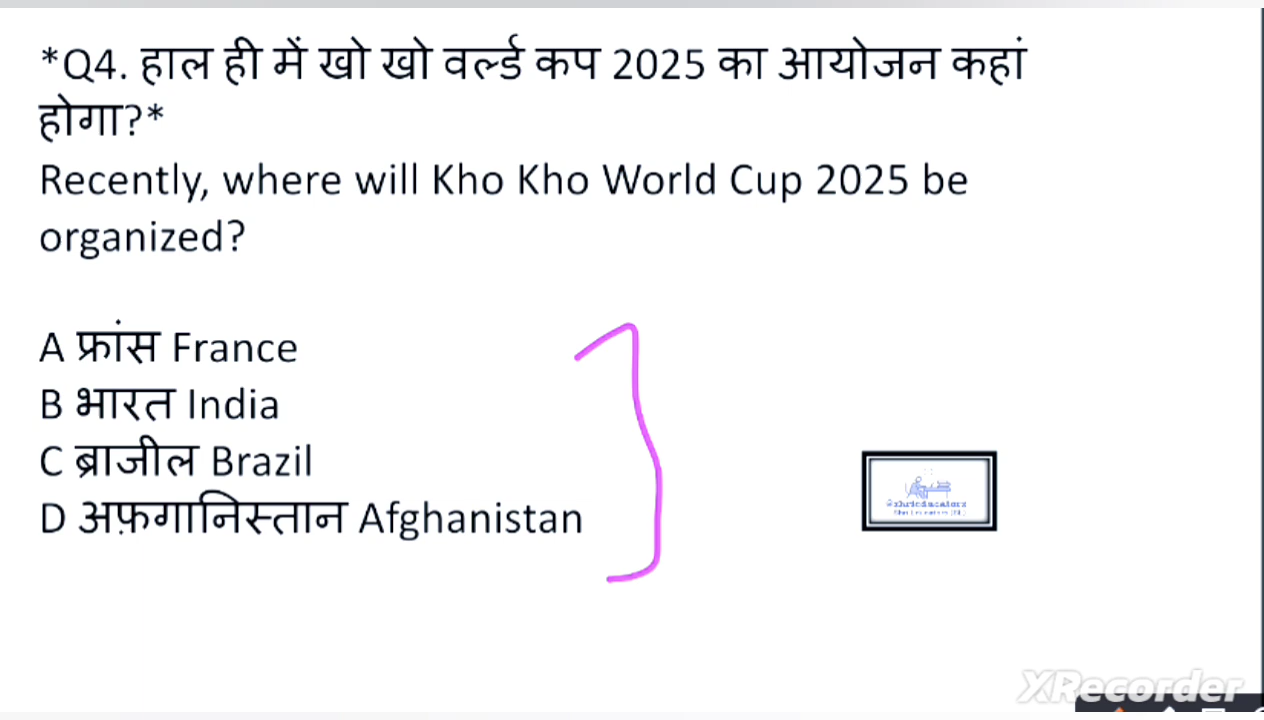 *Q4. हाल ही में खो खो वर्ल्ड कप 2025 का आयोजन कहां
होगा?*
Recently, where will Kho Kho World Cup 2025 be
organized?
A फ्रांस France
B भारत India
C ब्राजील Brazil
D अफ़गानिस्तान Afghanistan
XRecorder